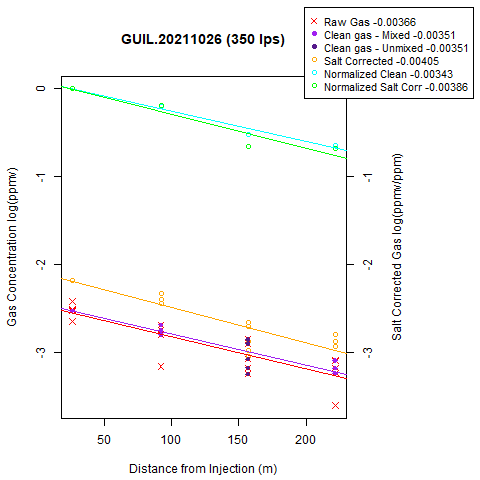 GUIL.20211026 (350 lps)
Raw Gas -0.00366
Clean gas - Mixed -0.00351
Clean gas - Unmixed -0.00351
Salt Corrected -0.00405
Normalized Clean -0.00343
Normalized Salt Corr -0.00386
Gas Concentration log(ppmv)
0
-1
-2
-3
-1
-2
-3
Salt Corrected Gas log(ppmv/ppm)
50 100 150 200
Distance from Injection (m)